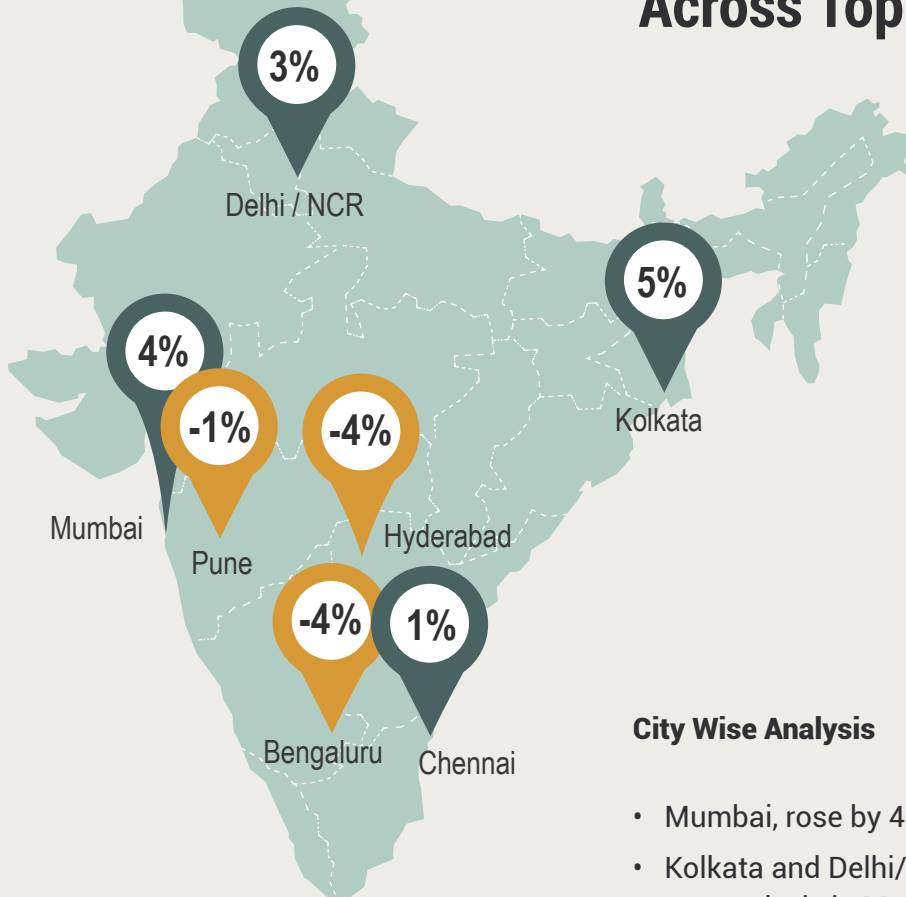 Across Top
3%
Delhi / NCR
5%
Kolkata
4%
-1%
-4%
Mumbai
Pune
Hyderabad
-4%
1%
Bengaluru
Chennai
City Wise Analysis
• Mumbai, rose by 4
• Kolkata and Delhi/